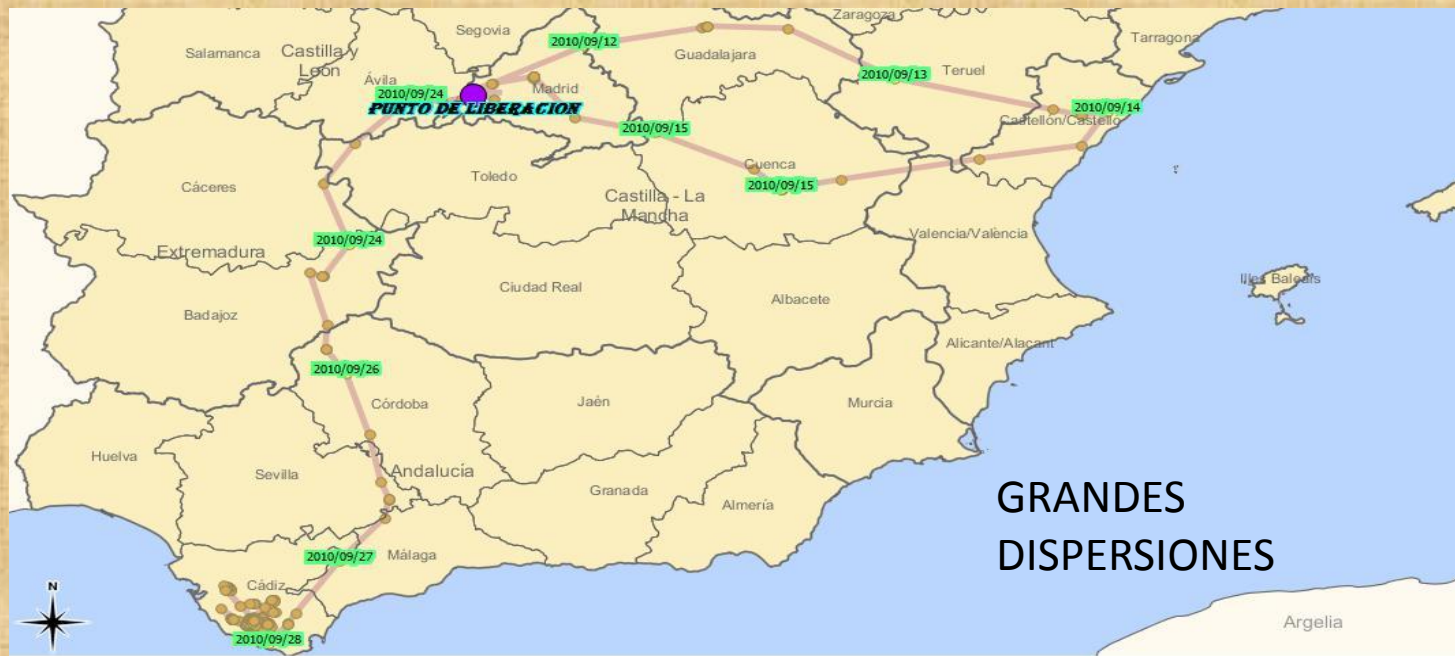 Zaragoza
Segovia
Tarragona
2010/09/12
Salamanca
Castilla y
León
Guadalajara
Ávila
Teruel
2010/09/13
2010/09/24
Madrid
PUNTO DE LIBERACION
2010/09/14
Castellón/Castelló
2010/09/15
Cuenca
Toledo
2010/09/15
Cáceres
Castilla - La
Mancha
Valencia/València
2010/09/24
Extremadura
Illes Balears
Ciudad Real
Albacete
Badajoz
Alicante/Alacant
2010/09/26
Córdoba
Jaén
Murcia
Huelva
Sevilla
Andalucía
Granada
Almería
GRANDES
DISPERSIONES
2010/09/27
Málaga
Cádiz
N
Argelia
2010/09/28